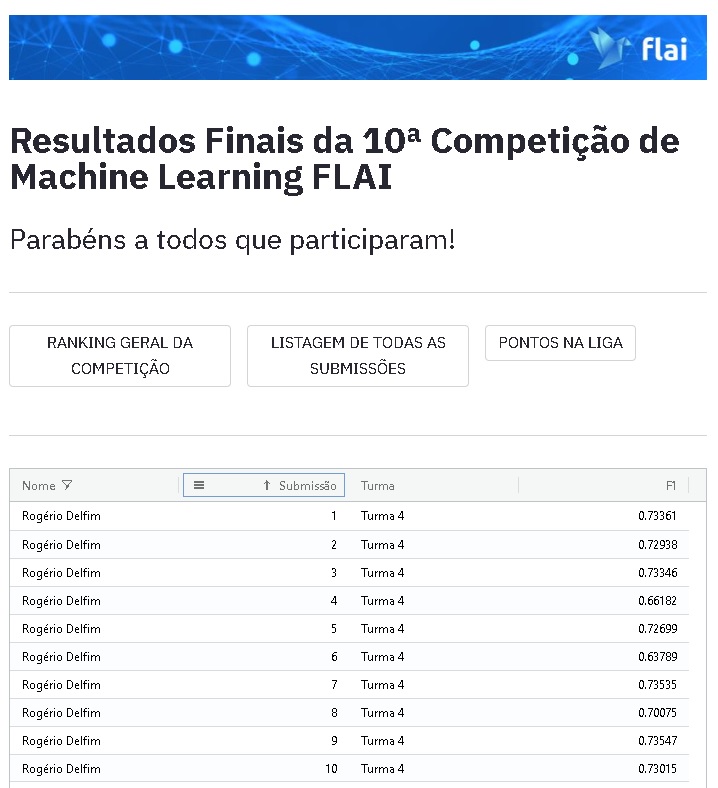 flai
Resultados Finais da 10ª Competição de
Machine Learning FLAI
Parabéns a todos que participaram!
RANKING GERAL DA
COMPETIÇÃO
LISTAGEM DE TODAS AS
SUBMISSÕES
PONTOS NA LIGA
Nome Submissão Turma F1
Rogério Delfim 1 Turma 4 0.73361
Rogério Delfim 2 Turma 4 0.72938
Rogério Delfim 3 Turma 4 0.73346
Rogério Delfim 4 Turma 4 0.66182
Rogério Delfim 5 Turma 4 0.72699
Rogério Delfim 6 Turma 4 0.63789
Rogério Delfim 7 Turma 4 0.73535
Rogério Delfim 8 Turma 4 0.70075
Rogério Delfim 9 Turma 4 0.73547
Rogério Delfim 10 Turma 4 0.73015